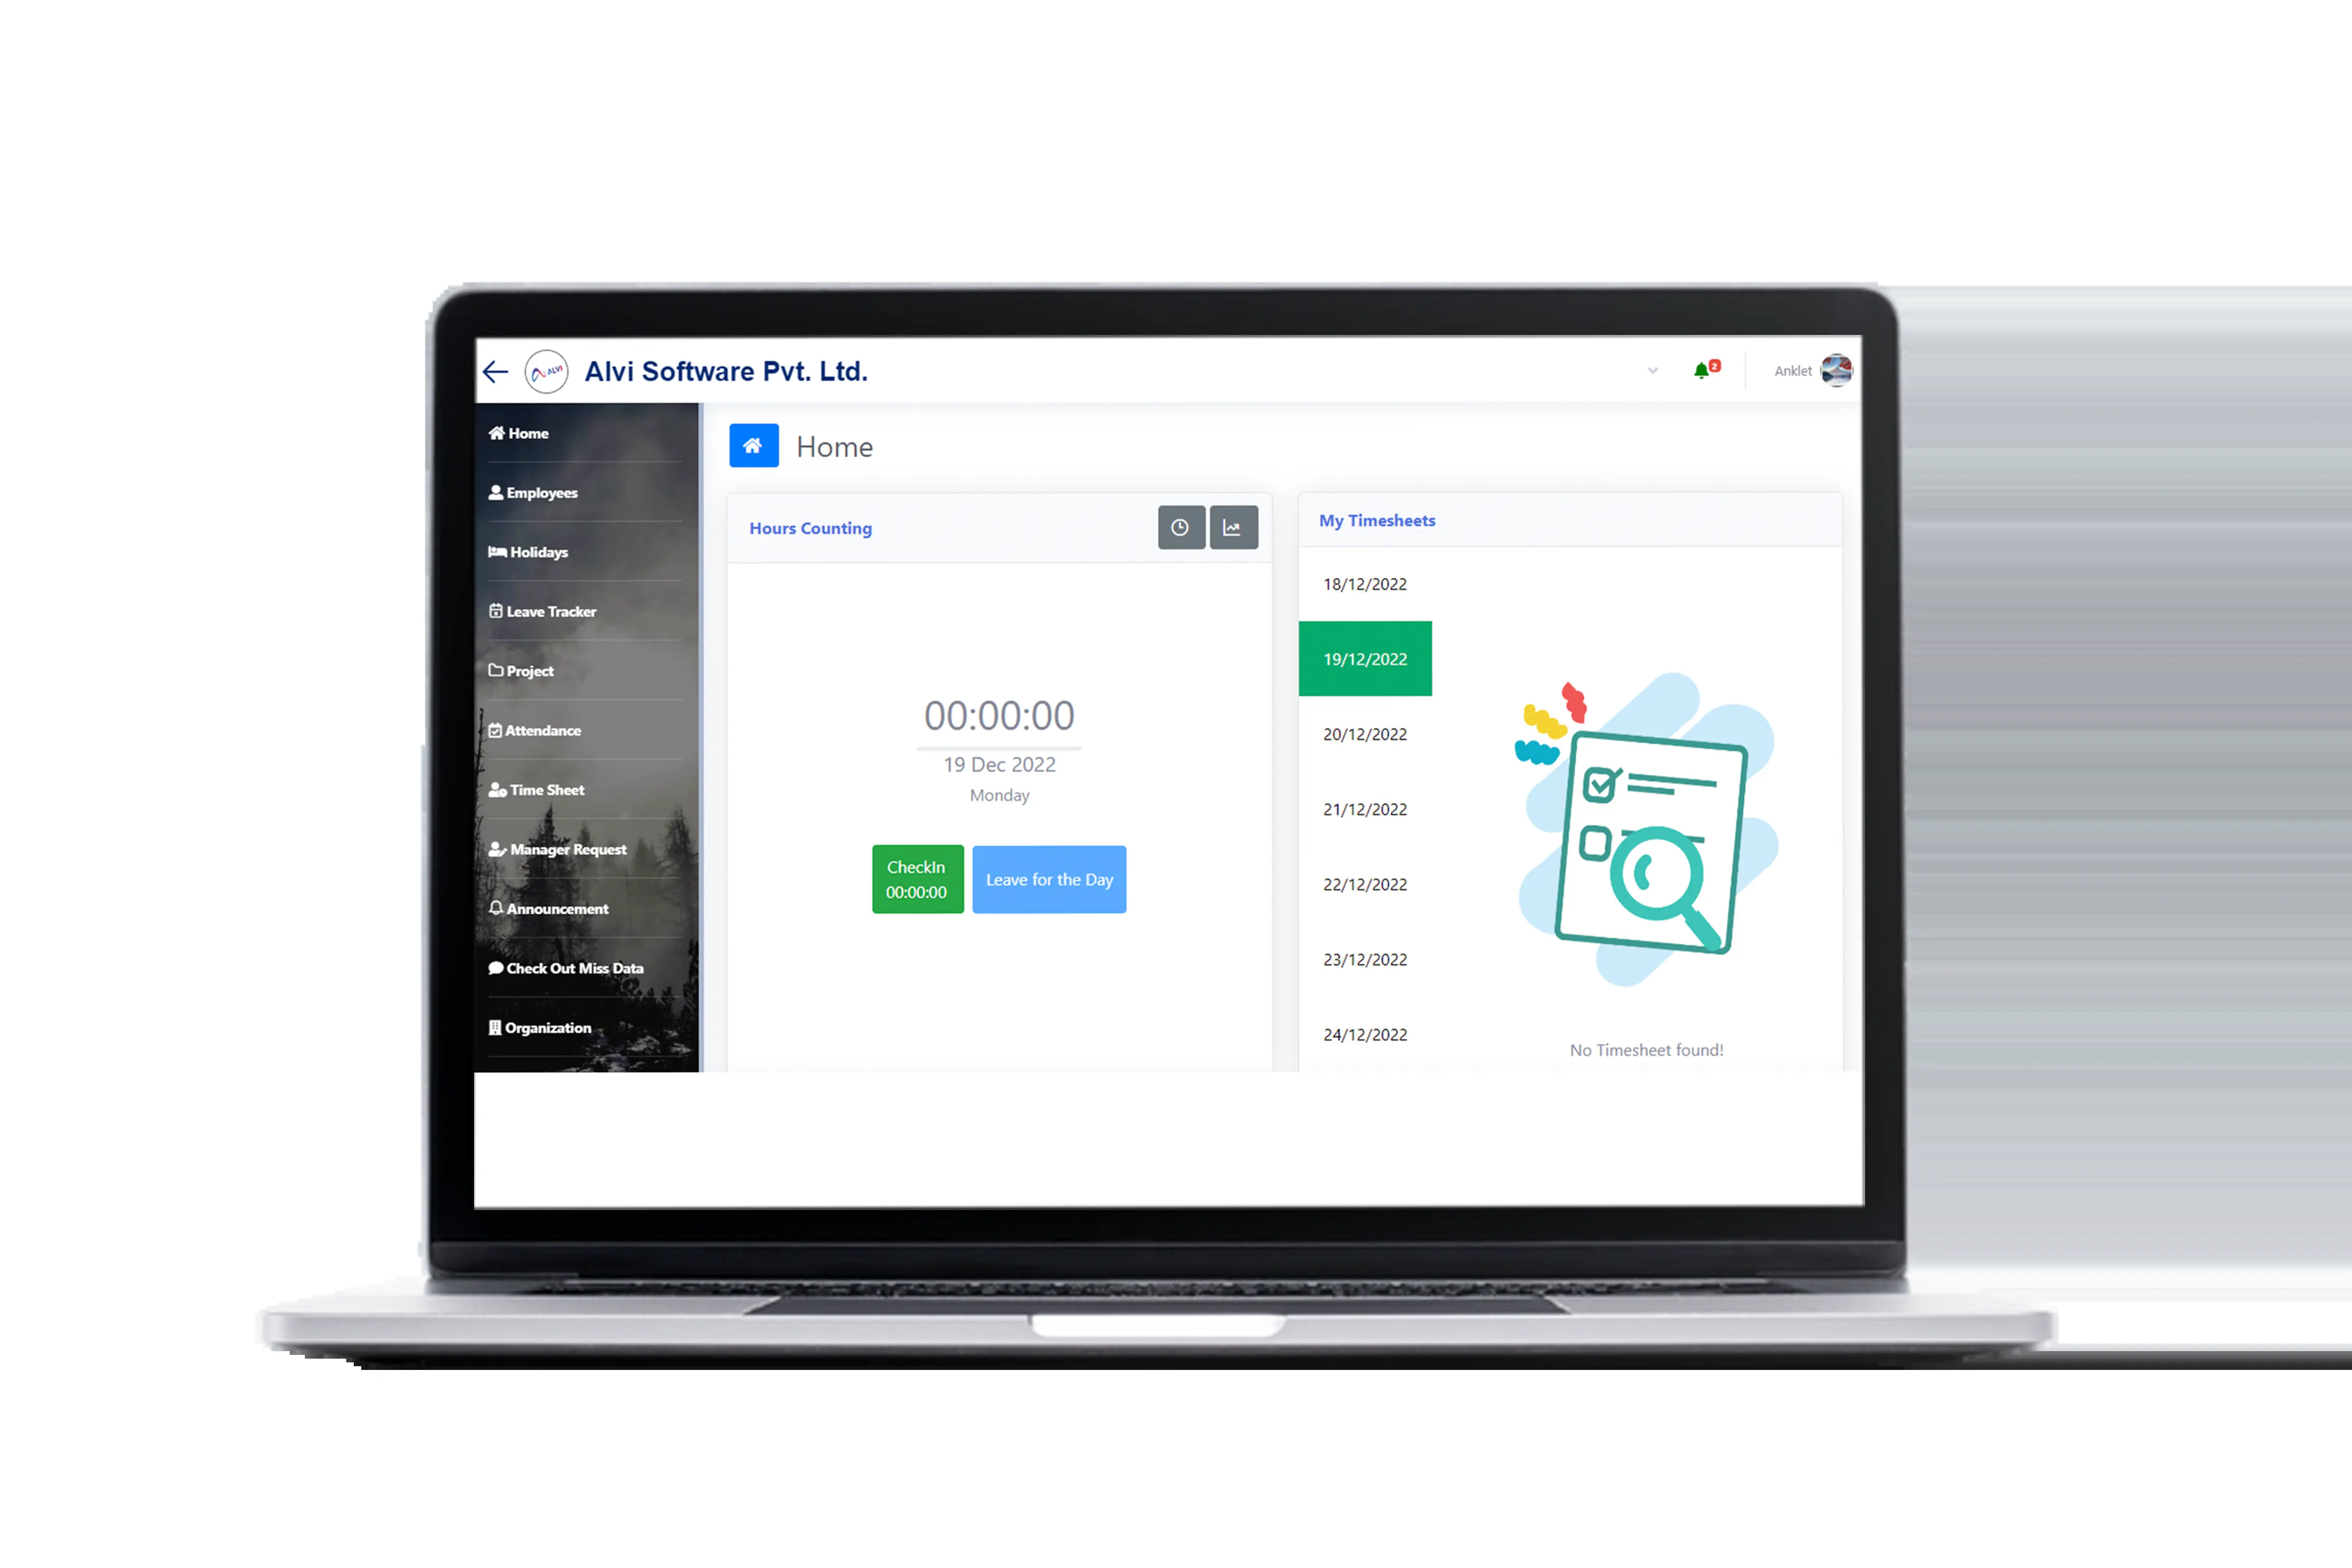 ALVI
Alvi Software Pvt. Ltd.
2
Anklet
Home
Employees
Holidays
Leave Tracker
Project
Attendance
Time Sheet
Manager Request
Announcement
Check Out Miss Data
Organization
Home
Hours Counting
00:00:00
19 Dec 2022
Monday
CheckIn
00:00:00
Leave for the Day
My Timesheets
18/12/2022
19/12/2022
20/12/2022
21/12/2022
22/12/2022
23/12/2022
24/12/2022
No Timesheet found!